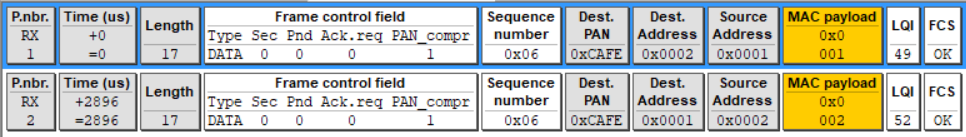 P.nbr. Time (us) Length Frame control field Sequence Dest. Dest. Source MAC payload LQI FCS
RX +0 Type Sec Pnd Ack.req PAN_compr number PAN Address Address 0x0
1 =0 17 DATA 0 0 0 1 0x06 0xCAFE 0x0002 0x0001 001 49 OK
P.nbr. Time (us) Length Frame control field Sequence Dest. Dest. Source MAC payload LQI FCS
RX +2896 Type Sec Pnd Ack.req PAN_compr number PAN Address Address 0x0
2 =2896 17 DATA 0 0 0 1 0x06 0xCAFE 0x0001 0x0002 002 52 OK